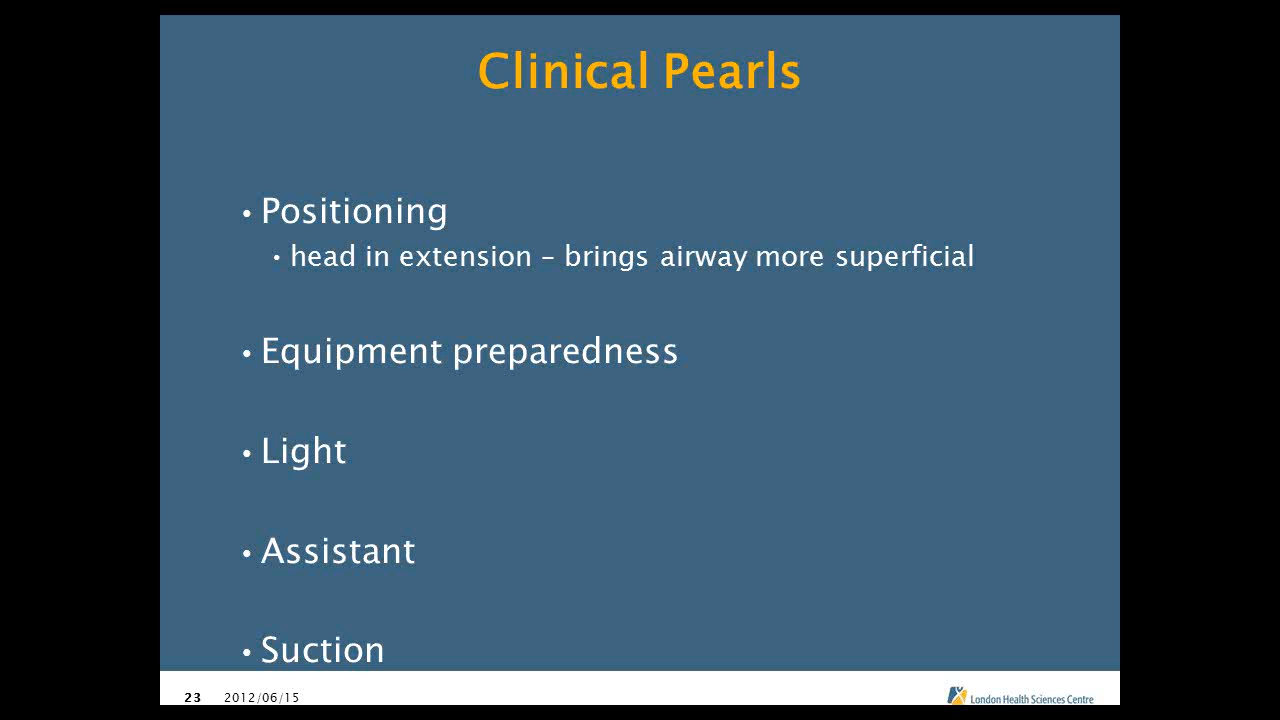 Clinical Pearls
• Positioning
• head in extension – brings airway more superficial
• Equipment preparedness
• Light
• Assistant
• Suction
23 2012/06/15
London Health Sciences Centre